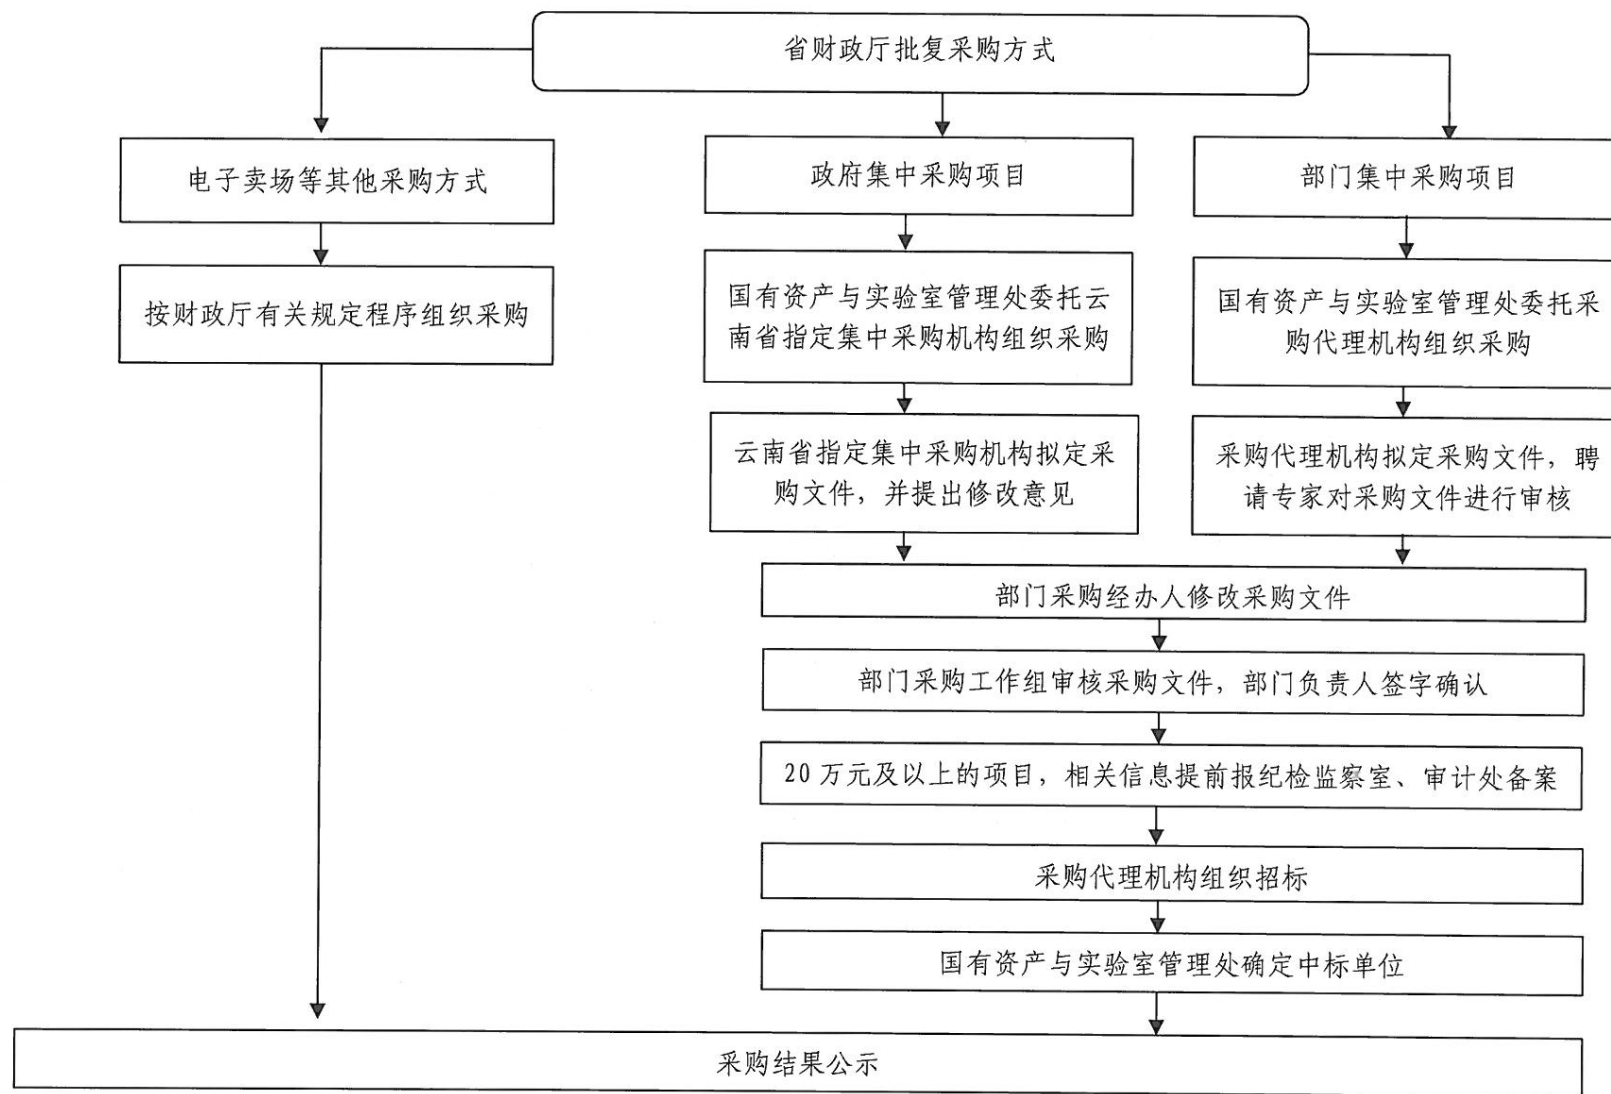 省财政厅批复采购方式
电子卖场等其他采购方式
政府集中采购项目
部门集中采购项目
按财政厅有关规定程序组织采购
国有资产与实验室管理处委托云
南省指定集中采购机构组织采购
国有资产与实验室管理处委托采
购代理机构组织采购
云南省指定集中采购机构拟定采
购文件，并提出修改意见
采购代理机构拟定采购文件，聘
请专家对采购文件进行审核
部门采购经办人修改采购文件
部门采购工作组审核采购文件，部门负责人签字确认
20 万元及以上的项目，相关信息提前报纪检监察室、审计处备案
采购代理机构组织招标
国有资产与实验室管理处确定中标单位
采购结果公示